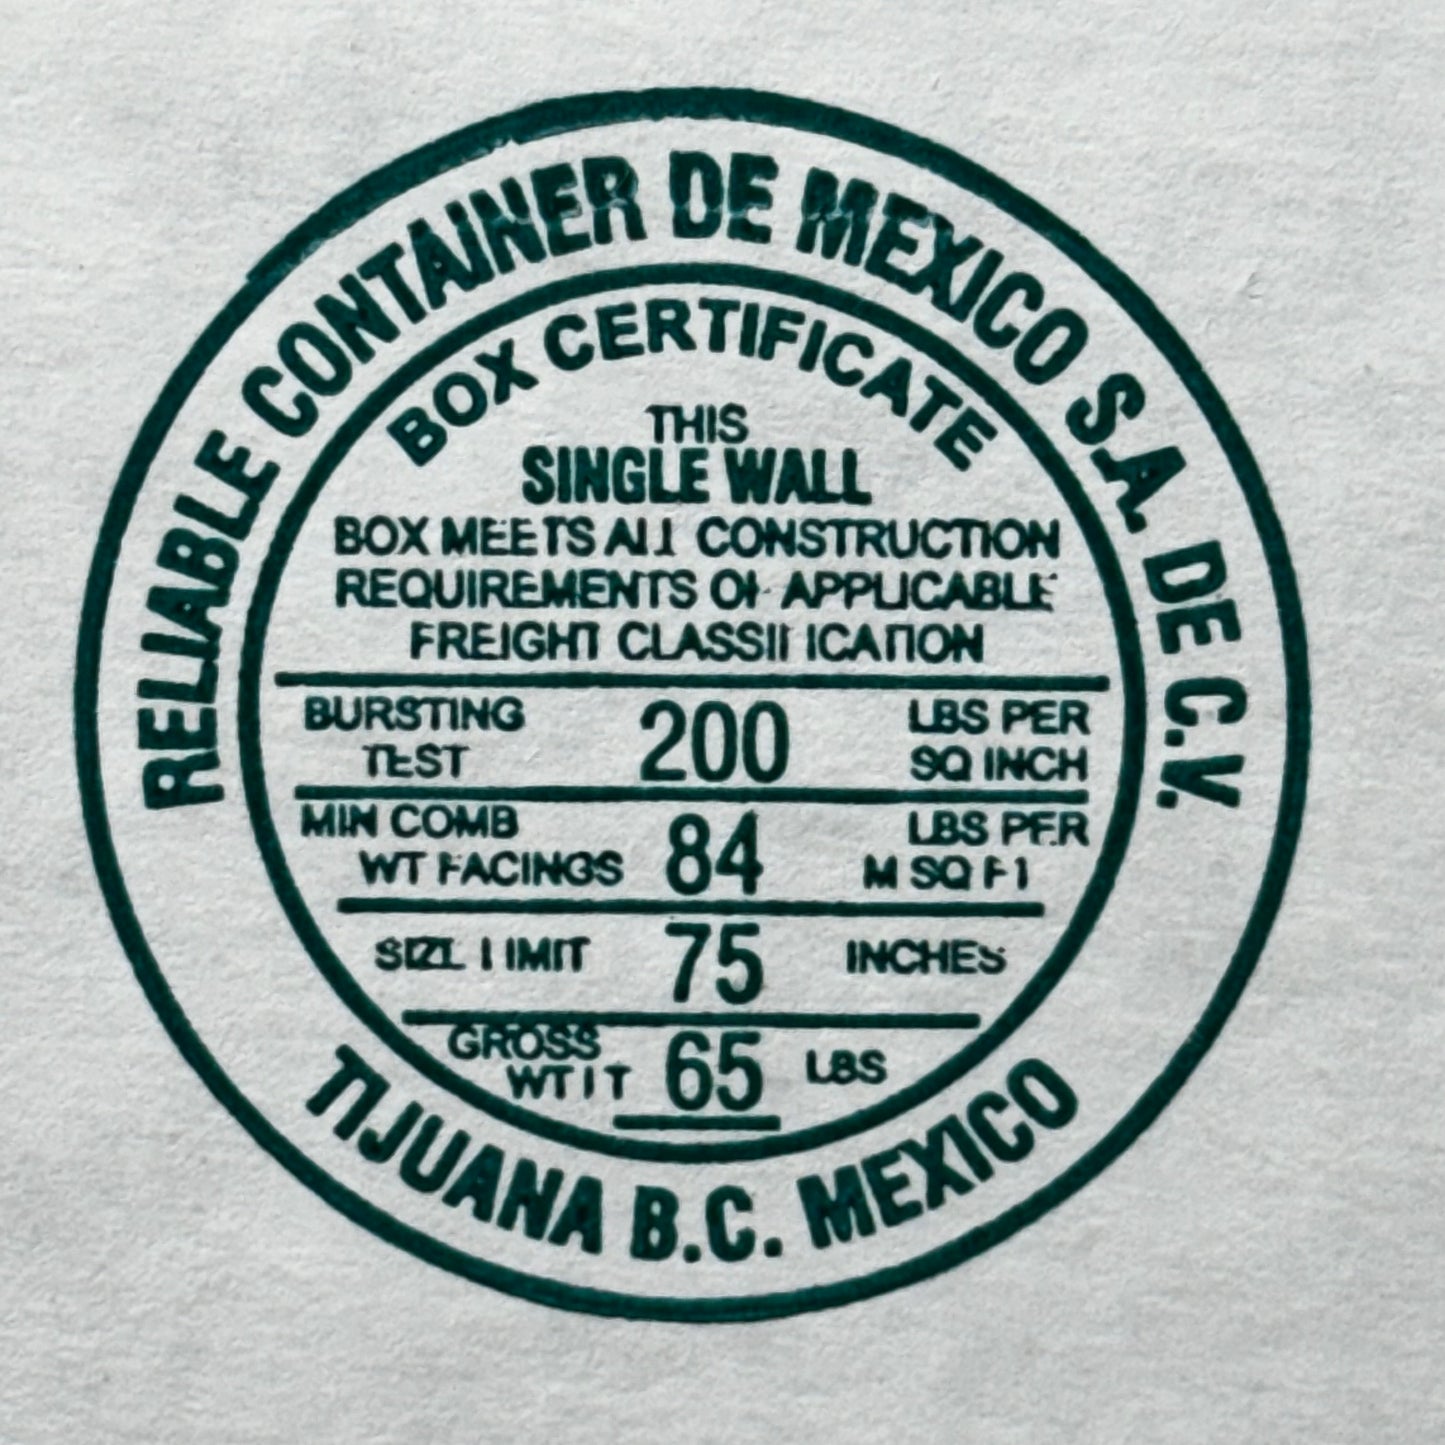 RELIABLE CONTAINER DE MEXICO S.A. DE C.V.
BOX CERTIFICATE
THIS
SINGLE WALL
BOX MEETS ALL CONSTRUCTION
REQUIREMENTS OF APPLICABLE
FREIGHT CLASSIFICATION
BURSTING TEST 200 LBS PER SQ INCH
MIN COMB WT FACINGS 84 LBS PER M SQ FT
SIZE LIMIT 75 INCHES
GROSS WT LT 65 LBS
TIJUANA B.C. MEXICO